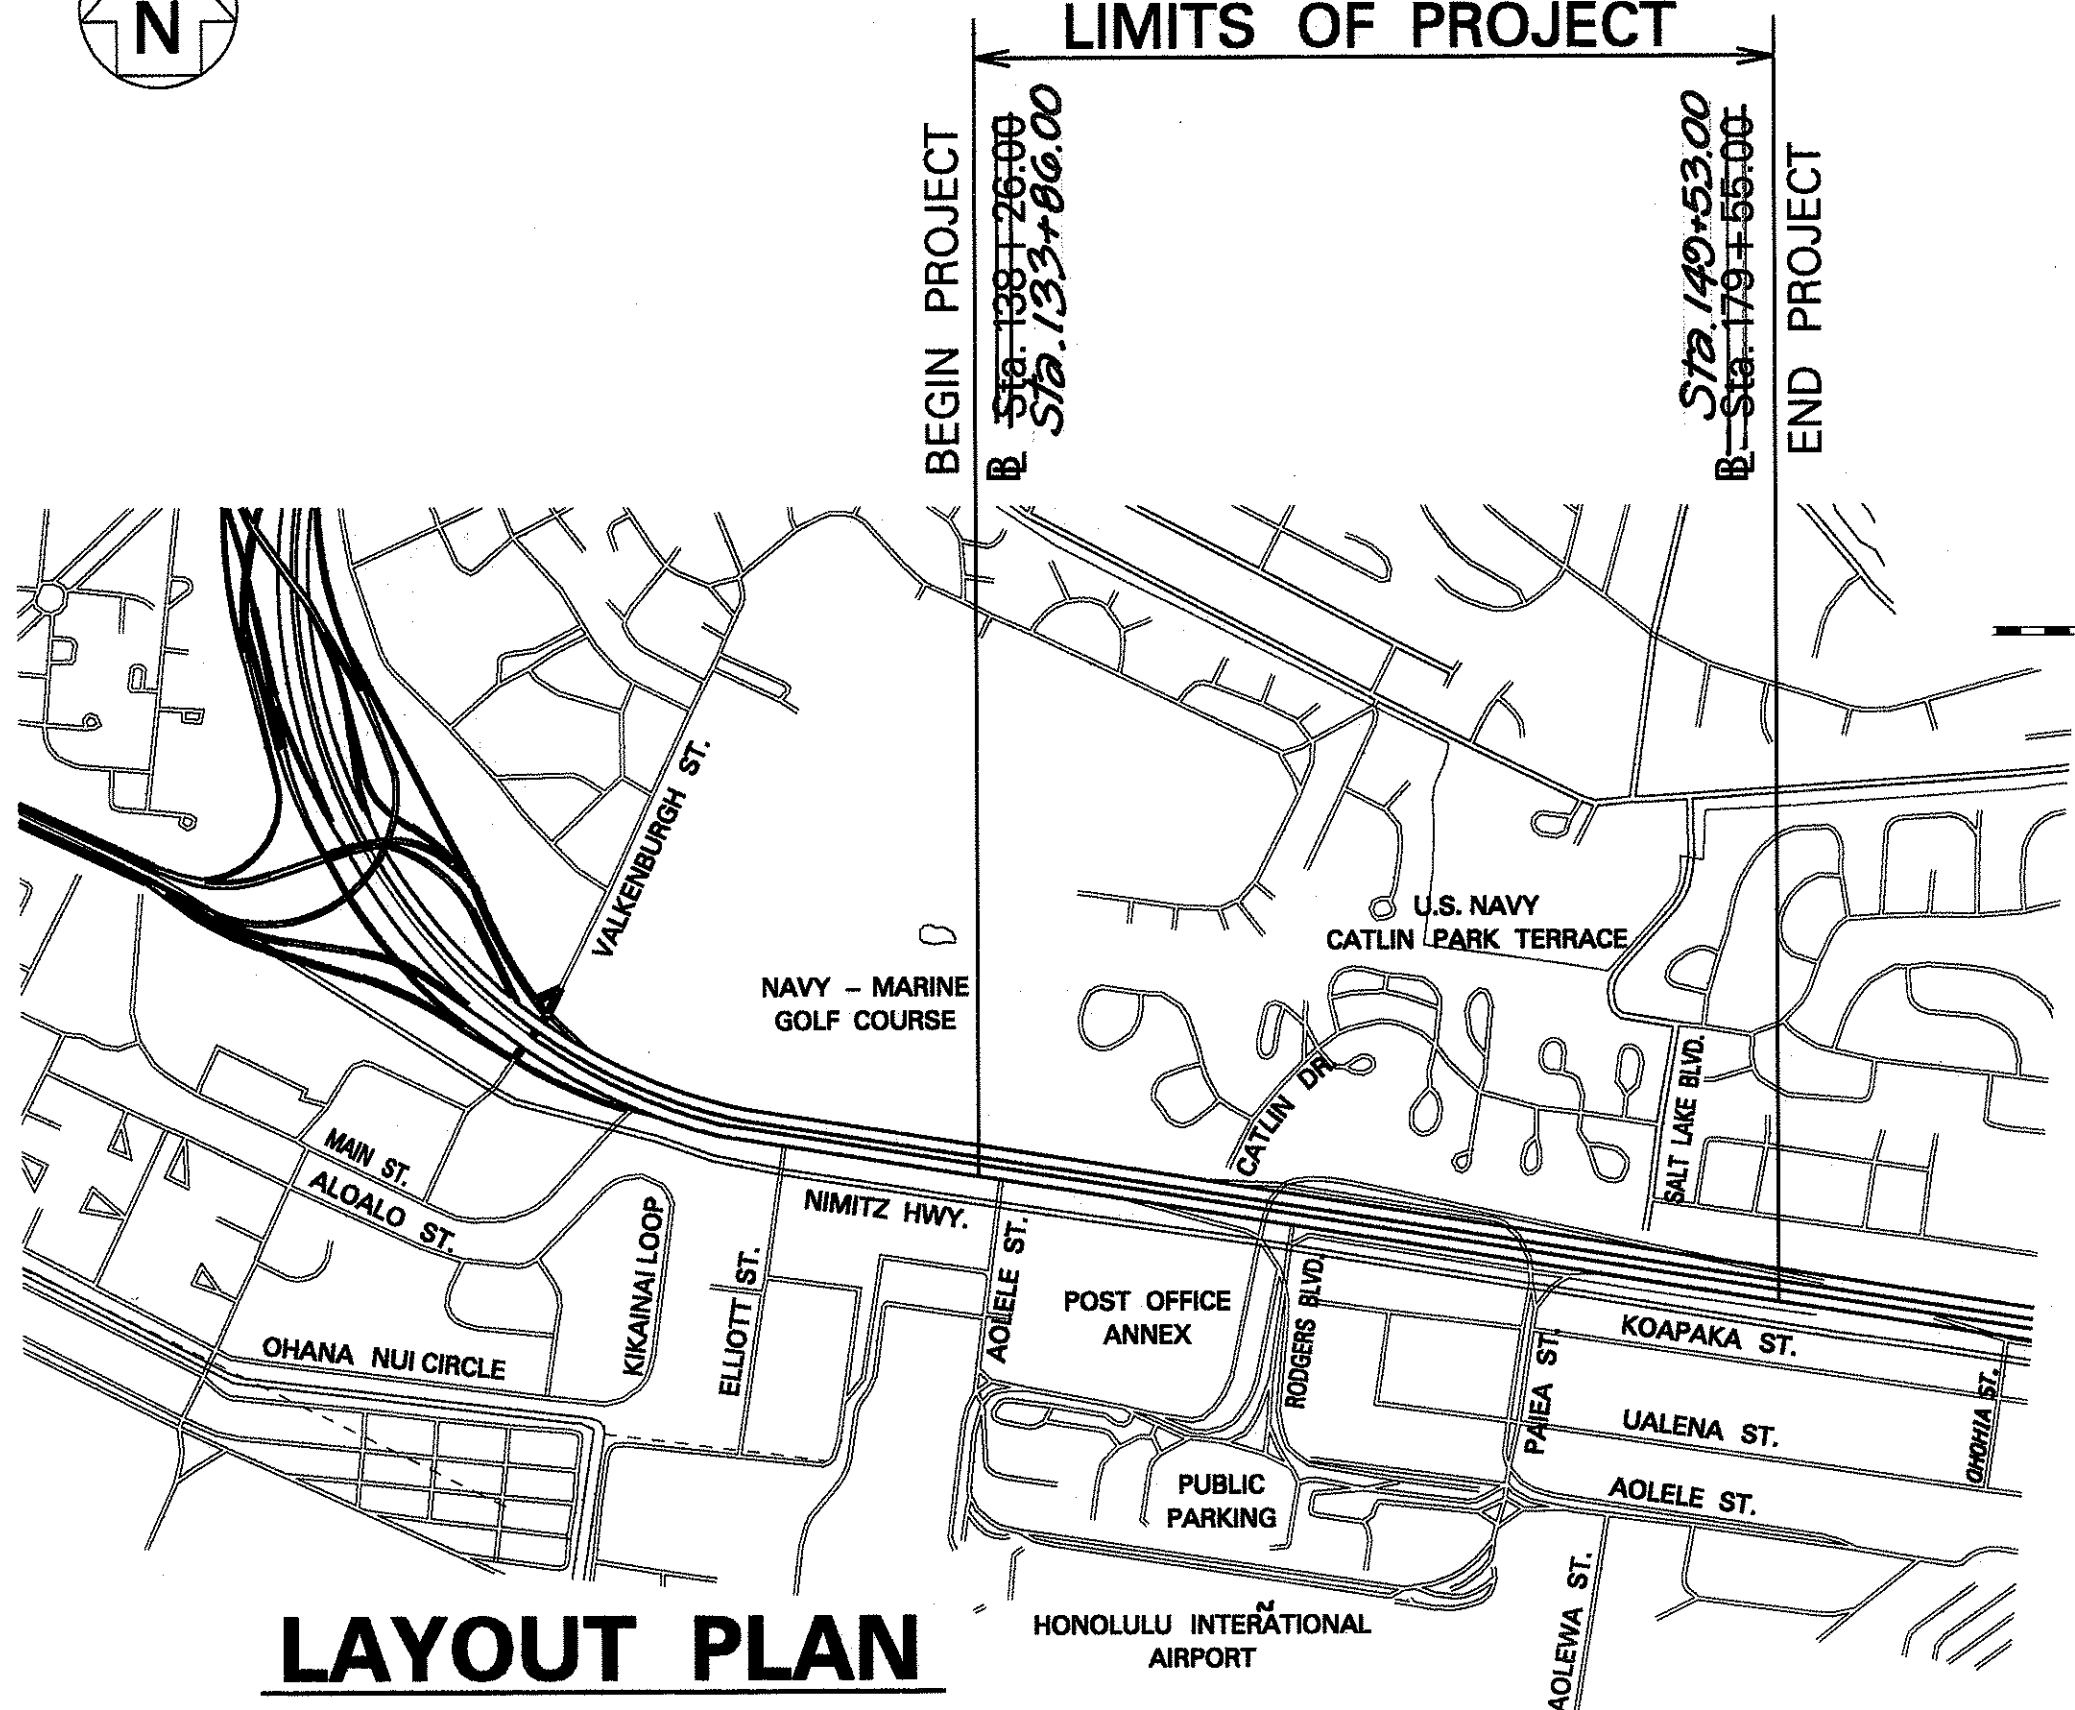 N
LIMITS OF PROJECT
BEGIN PROJECT
BL Sta. 138 + 26.00
Sta. 133+86.00
Sta. 149+53.00
BL Sta. 179 + 55.00
END PROJECT
VALKENBURGH ST.
U.S. NAVY
CATLIN PARK TERRACE
NAVY – MARINE
GOLF COURSE
CATLIN DR.
SALT LAKE BLVD.
MAIN ST.
ALOALO ST.
KIKAINAI LOOP
NIMITZ HWY.
ELLIOTT ST.
AOLELE ST.
POST OFFICE
ANNEX
RODGERS BLVD.
PAIEA ST.
KOAPAKA ST.
OHANA NUI CIRCLE
UALENA ST.
OHOHIA ST.
AOLELE ST.
PUBLIC
PARKING
AOLEWA ST.
HONOLULU INTERATIONAL
AIRPORT
LAYOUT PLAN